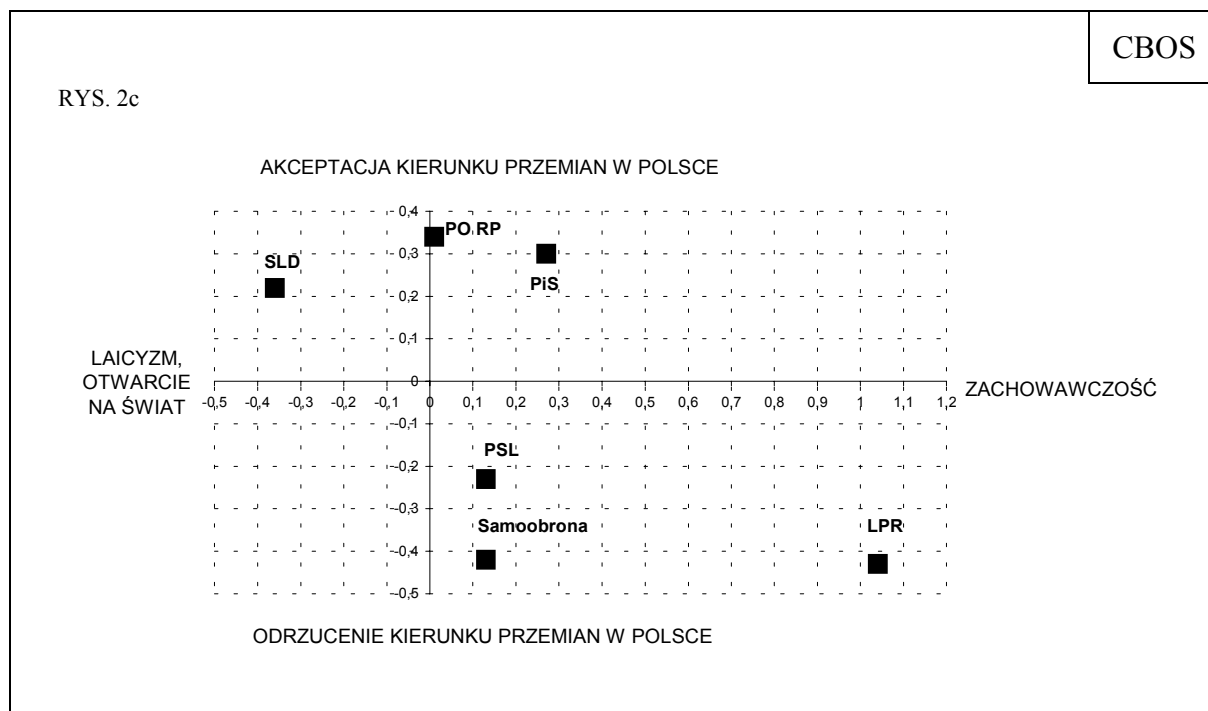 CBOS
RYS. 2c
AKCEPTACJA KIERUNKU PRZEMIAN W POLSCE
0,4
PO RP
0,3
SLD
PiS
0,2
0,1
LAICYZM,
OTWARCIE
NA ŚWIAT
0
ZACHOWAWCZOŚĆ
-0,5 -0,4 -0,3 -0,2 -0,1 0 0,1 0,2 0,3 0,4 0,5 0,6 0,7 0,8 0,9 1 1,1 1,2
-0,1
PSL
-0,2
-0,3
Samoobrona
LPR
-0,4
-0,5
ODRZUCENIE KIERUNKU PRZEMIAN W POLSCE